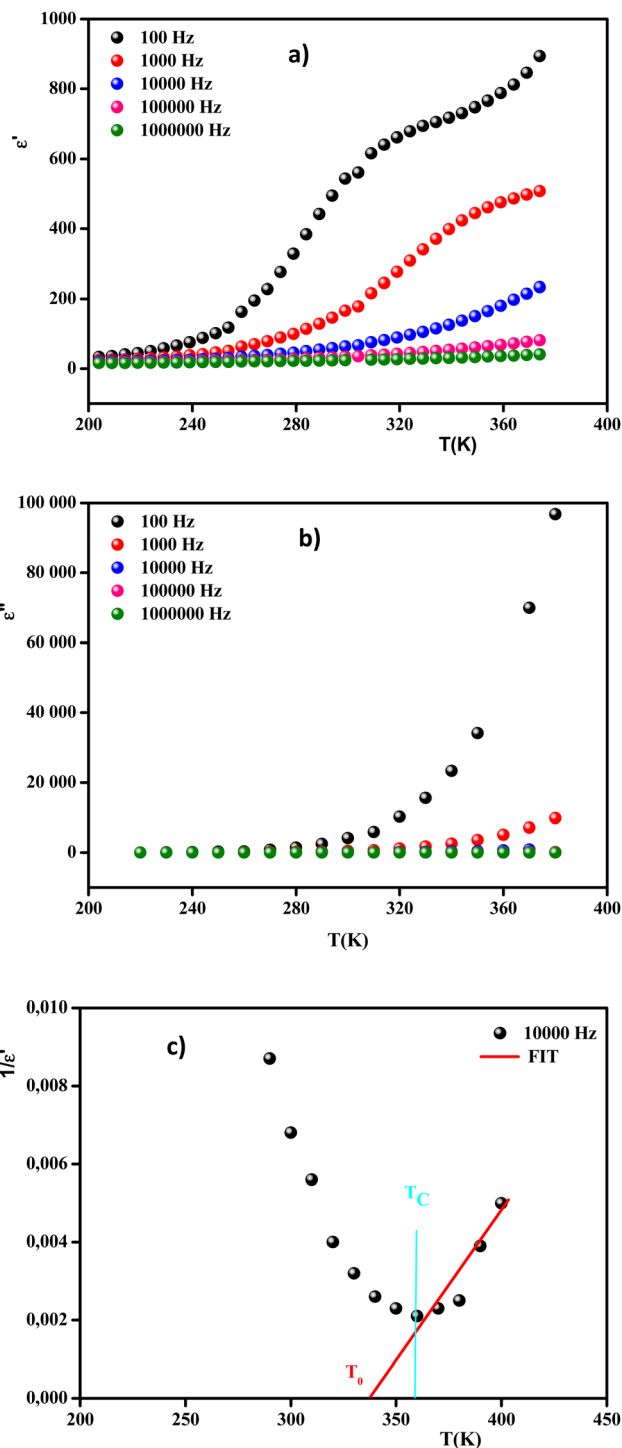 1000
800
600
400
200
0
ε'
100 Hz
1000 Hz
10000 Hz
100000 Hz
1000000 Hz
a)
200
240
280
320
360
400
T(K)
100 000
80 000
60 000
40 000
20 000
0
ε"
100 Hz
1000 Hz
10000 Hz
100000 Hz
1000000 Hz
b)
200
240
280
320
360
400
T(K)
0,010
0,008
0,006
0,004
0,002
0,000
1/ε'
c)
10000 Hz
FIT
T_C
T_0
200
250
300
350
400
450
T(K)